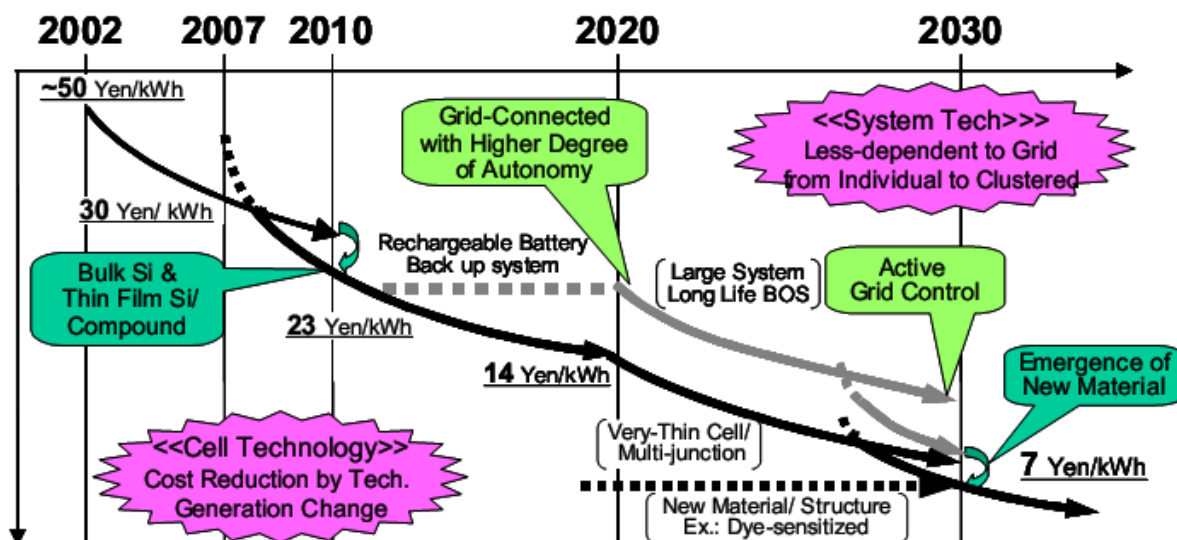 2002 2007 2010 2020 2030
~50 Yen/kWh
30 Yen/ kWh
Bulk Si &
Thin Film Si/
Compound
23 Yen/kWh
Rechargeable Battery
Back up system
Grid-Connected
with Higher Degree
of Autonomy
<<System Tech>>>
Less-dependent to Grid
from Individual to Clustered
Large System
Long Life BOS
Active
Grid Control
14 Yen/kWh
Emergence of
New Material
<<Cell Technology>>
Cost Reduction by Tech.
Generation Change
Very-Thin Cell/
Multi-junction
7 Yen/kWh
New Material/ Structure
Ex.: Dye-sensitized